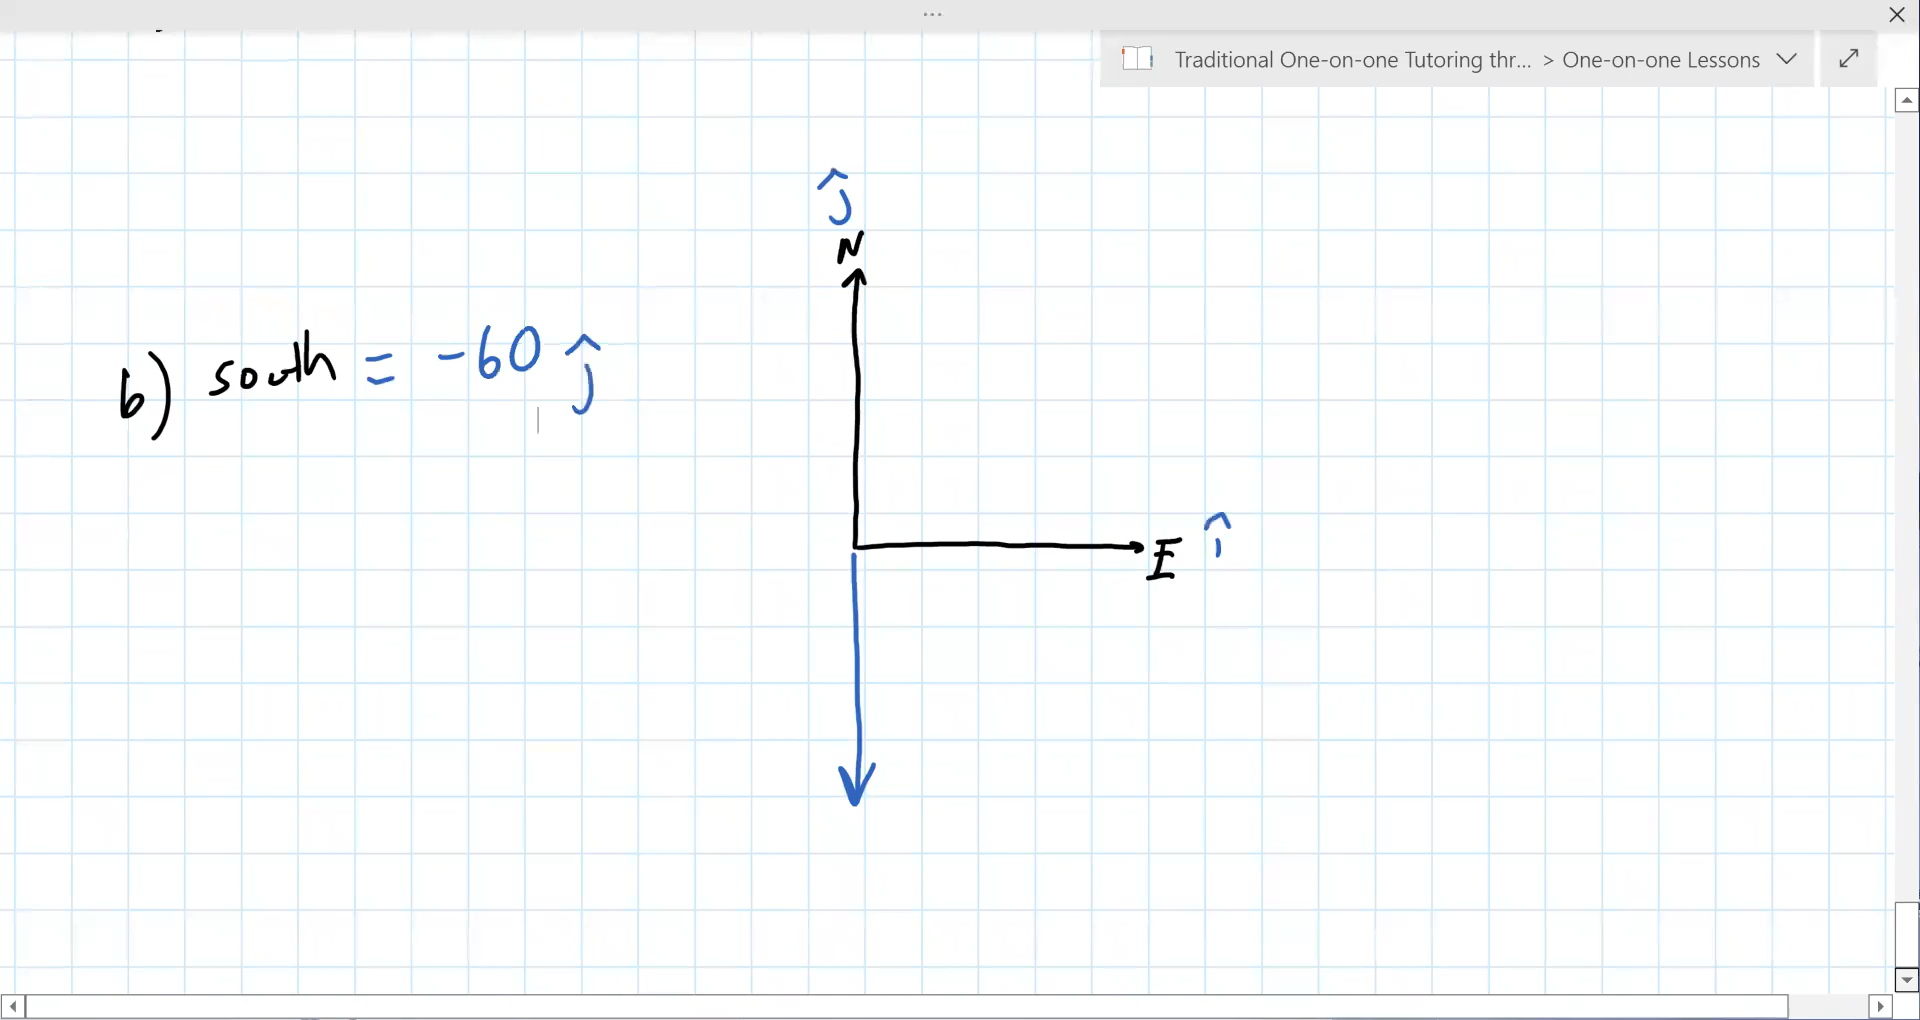 ...
Traditional One-on-one Tutoring thr... > One-on-one Lessons
ĵ
N
b) south = -60 ĵ
E î